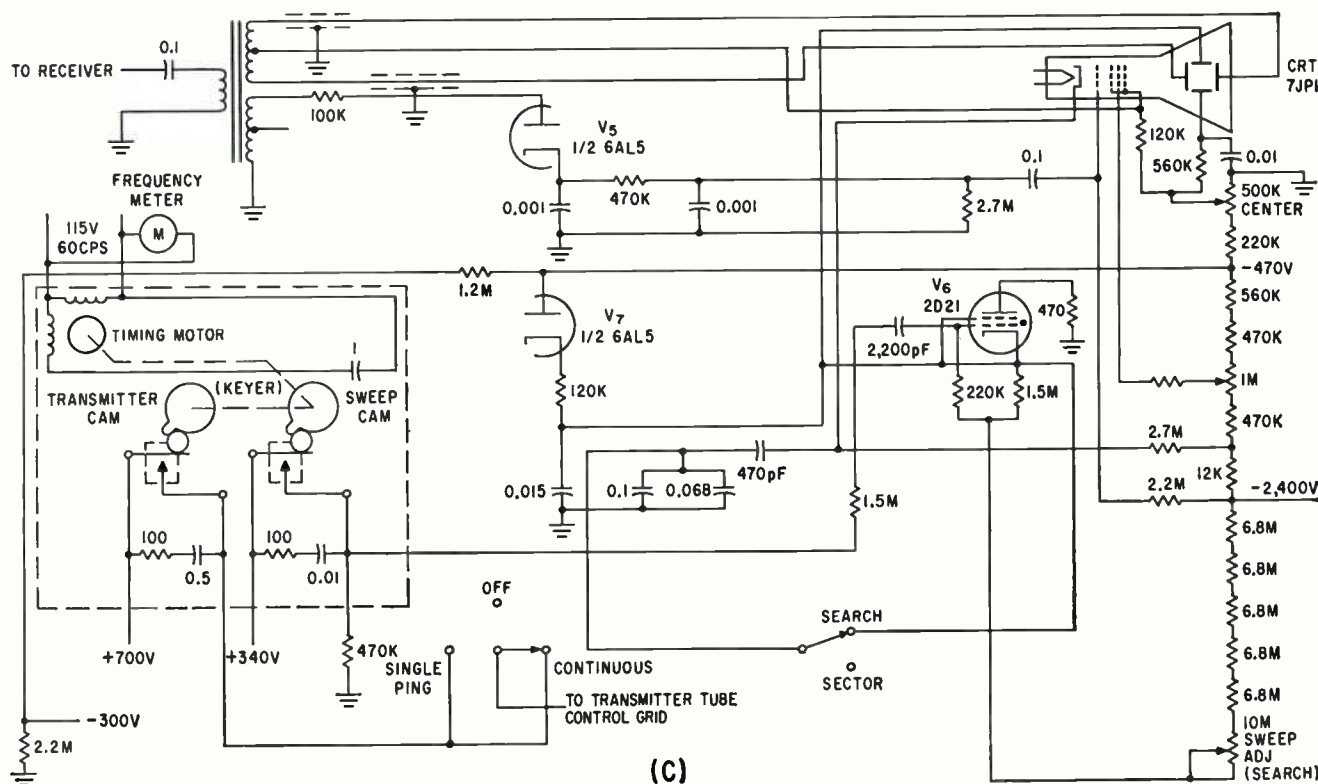 0.1
TO RECEIVER
100K
V5
1/2 6AL5
CRT
0.1
120K
560K
0.01
500K
CENTER
220K
-470V
0.001
470K
0.001
2.7M
FREQUENCY
METER
M
115V
60CPS
1.2M
V7
1/2 6AL5
V6
2D21
470
560K
470K
TIMING MOTOR
1
2,200pF
1M
(KEYER)
TRANSMITTER
CAM
SWEEP
CAM
120K
220K
1.5M
470K
2.7M
470pF
12K
0.015
0.1
0.068
1.5M
2.2M
-2,400V
100
0.5
100
0.01
6.8M
6.8M
6.8M
6.8M
6.8M
OFF
SEARCH
+700V
+340V
470K
SINGLE
PING
CONTINUOUS
SECTOR
TO TRANSMITTER TUBE
CONTROL GRID
-300V
2.2M
10M
SWEEP
ADJ
(SEARCH)
(C)